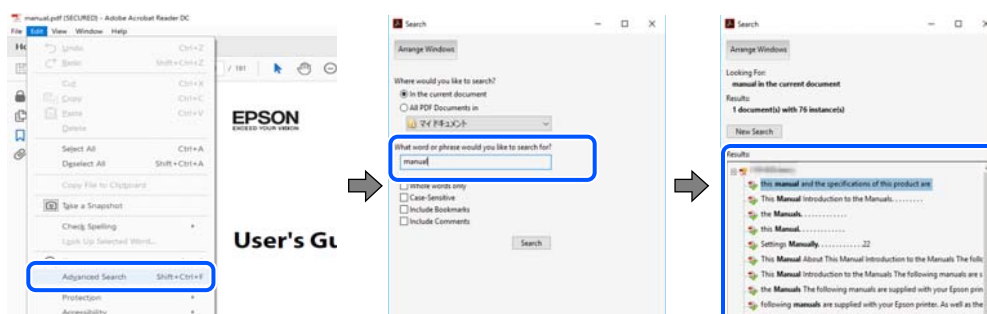 manual.pdf (SECURED) - Adobe Acrobat Reader DC
File Edit View Window Help
Undo Ctrl+Z
Redo Shift+Ctrl+Z
Cut Ctrl+X
Copy Ctrl+C
Paste Ctrl+V
Delete
Select All Ctrl+A
Deselect All Shift+Ctrl+A
Copy File to Clipboard
Take a Snapshot
Check Spelling
Look Up Selected Word...
Advanced Search Shift+Ctrl+F
Protection
Accessibility
/ 181
EPSON
EXCEED YOUR VISION
User's Gu
Search
Arrange Windows
Where would you like to search?
In the current document
All PDF Documents in
マイ ドキュメント
What word or phrase would you like to search for?
manual
Whole words only
Case-Sensitive
Include Bookmarks
Include Comments
Search
Search
Arrange Windows
Looking For:
manual in the current document
Results:
1 document(s) with 76 instance(s)
New Search
Results:
this manual and the specifications of this product are
This Manual Introduction to the Manuals. . . . . . . . .
the Manuals. . . . . . . . . . . . .
this Manual. . . . . . . . . . . . .
Settings Manually. . . . . . . . . . . . .22
This Manual About This Manual Introduction to the Manuals The follo
This Manual Introduction to the Manuals The following manuals are s
the Manuals The following manuals are supplied with your Epson prin
following manuals are supplied with your Epson printer. As well as the